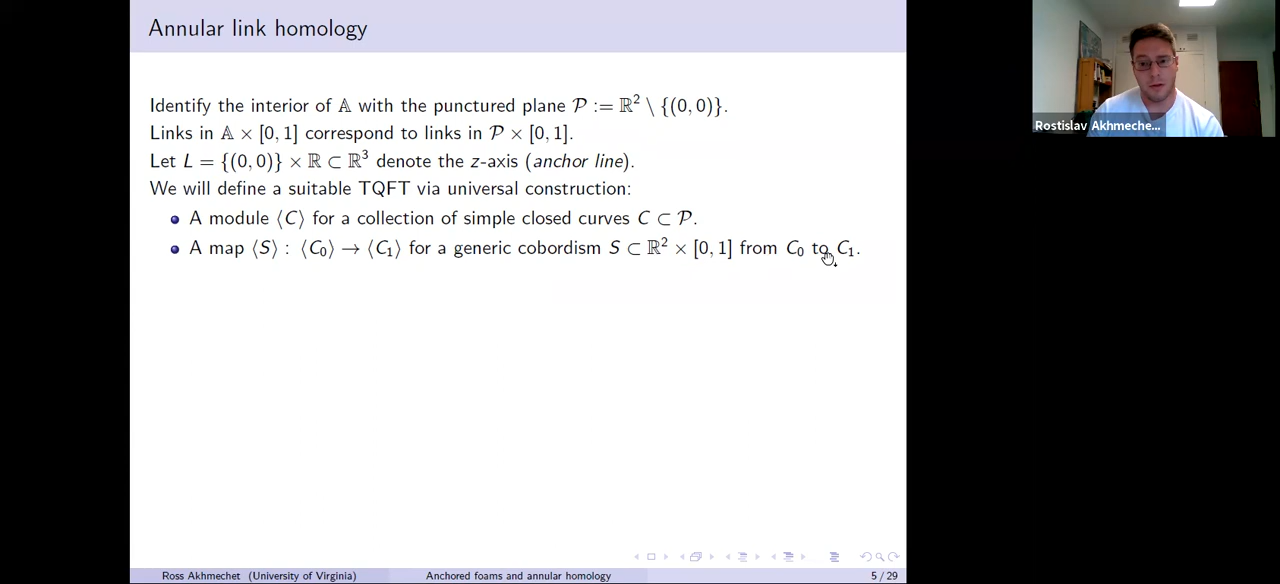 Annular link homology
Identify the interior of 𝔸 with the punctured plane 𝒫 := ℝ² \ {(0, 0)}.
Links in 𝔸 × [0, 1] correspond to links in 𝒫 × [0, 1].
Let L = {(0, 0)} × ℝ ⊂ ℝ³ denote the z-axis (anchor line).
We will define a suitable TQFT via universal construction:
A module ⟨C⟩ for a collection of simple closed curves C ⊂ 𝒫.
A map ⟨S⟩ : ⟨C₀⟩ → ⟨C₁⟩ for a generic cobordism S ⊂ ℝ² × [0, 1] from C₀ to C₁.
Rostislav Akhmeche...
Ross Akhmechet (University of Virginia)
Anchored foams and annular homology
5 / 29